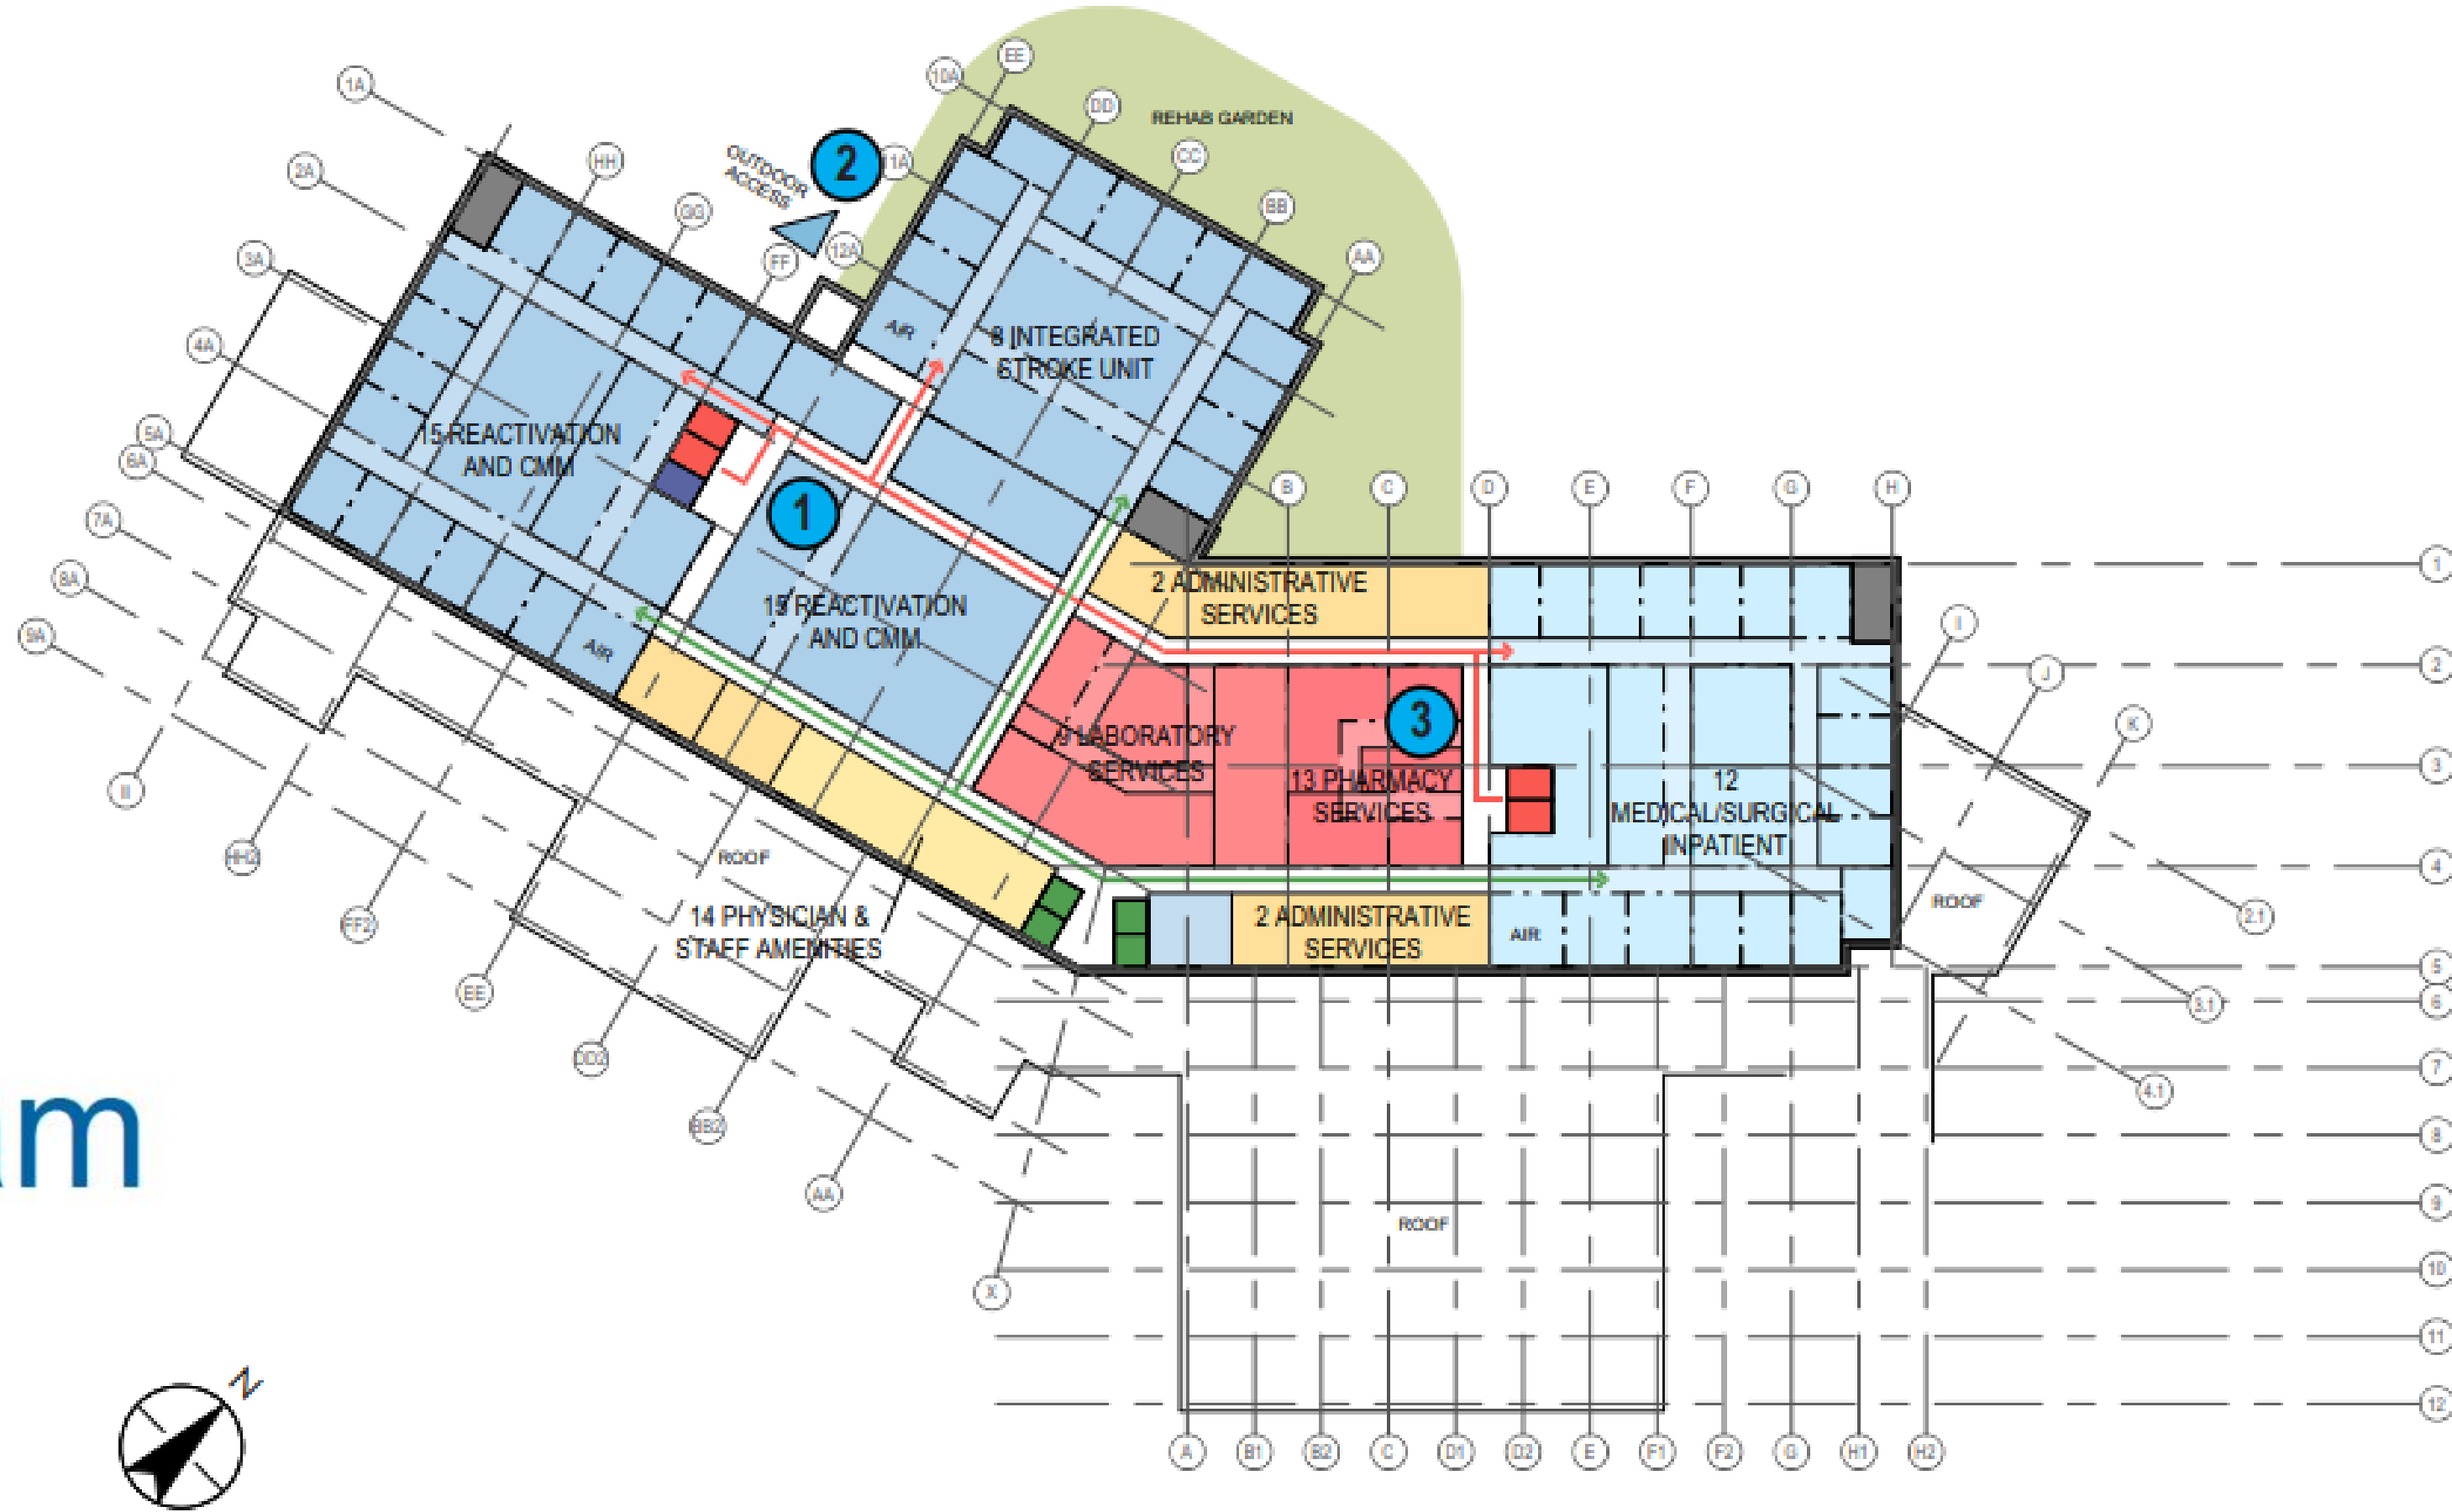 EE
10A
1A
DD
REHAB GARDEN
HH
CC
2A
OUTDOOR
ACCESS
2
11A
GG
BB
3A
FF
12A
AA
AIR
8 INTEGRATED
STROKE UNIT
4A
5A
6A
15 REACTIVATION
AND CMM
7A
1
B
C
D
E
F
G
H
8A
2 ADMINISTRATIVE
SERVICES
1
9A
15 REACTIVATION
AND CMM
AIR
I
2
J
K
3
9 LABORATORY
SERVICES
13 PHARMACY
SERVICES
12
MEDICAL/SURGICAL
INPATIENT
3
II
HH2
ROOF
4
FF2
14 PHYSICIAN &
STAFF AMENITIES
2 ADMINISTRATIVE
SERVICES
AIR
ROOF
2.1
EE
5
3.1
6
DD2
7
4.1
BB2
8
AA
9
ROOF
X
10
11
12
m
N
A
B1
B2
C
D1
D2
E
F1
F2
G
H1
H2